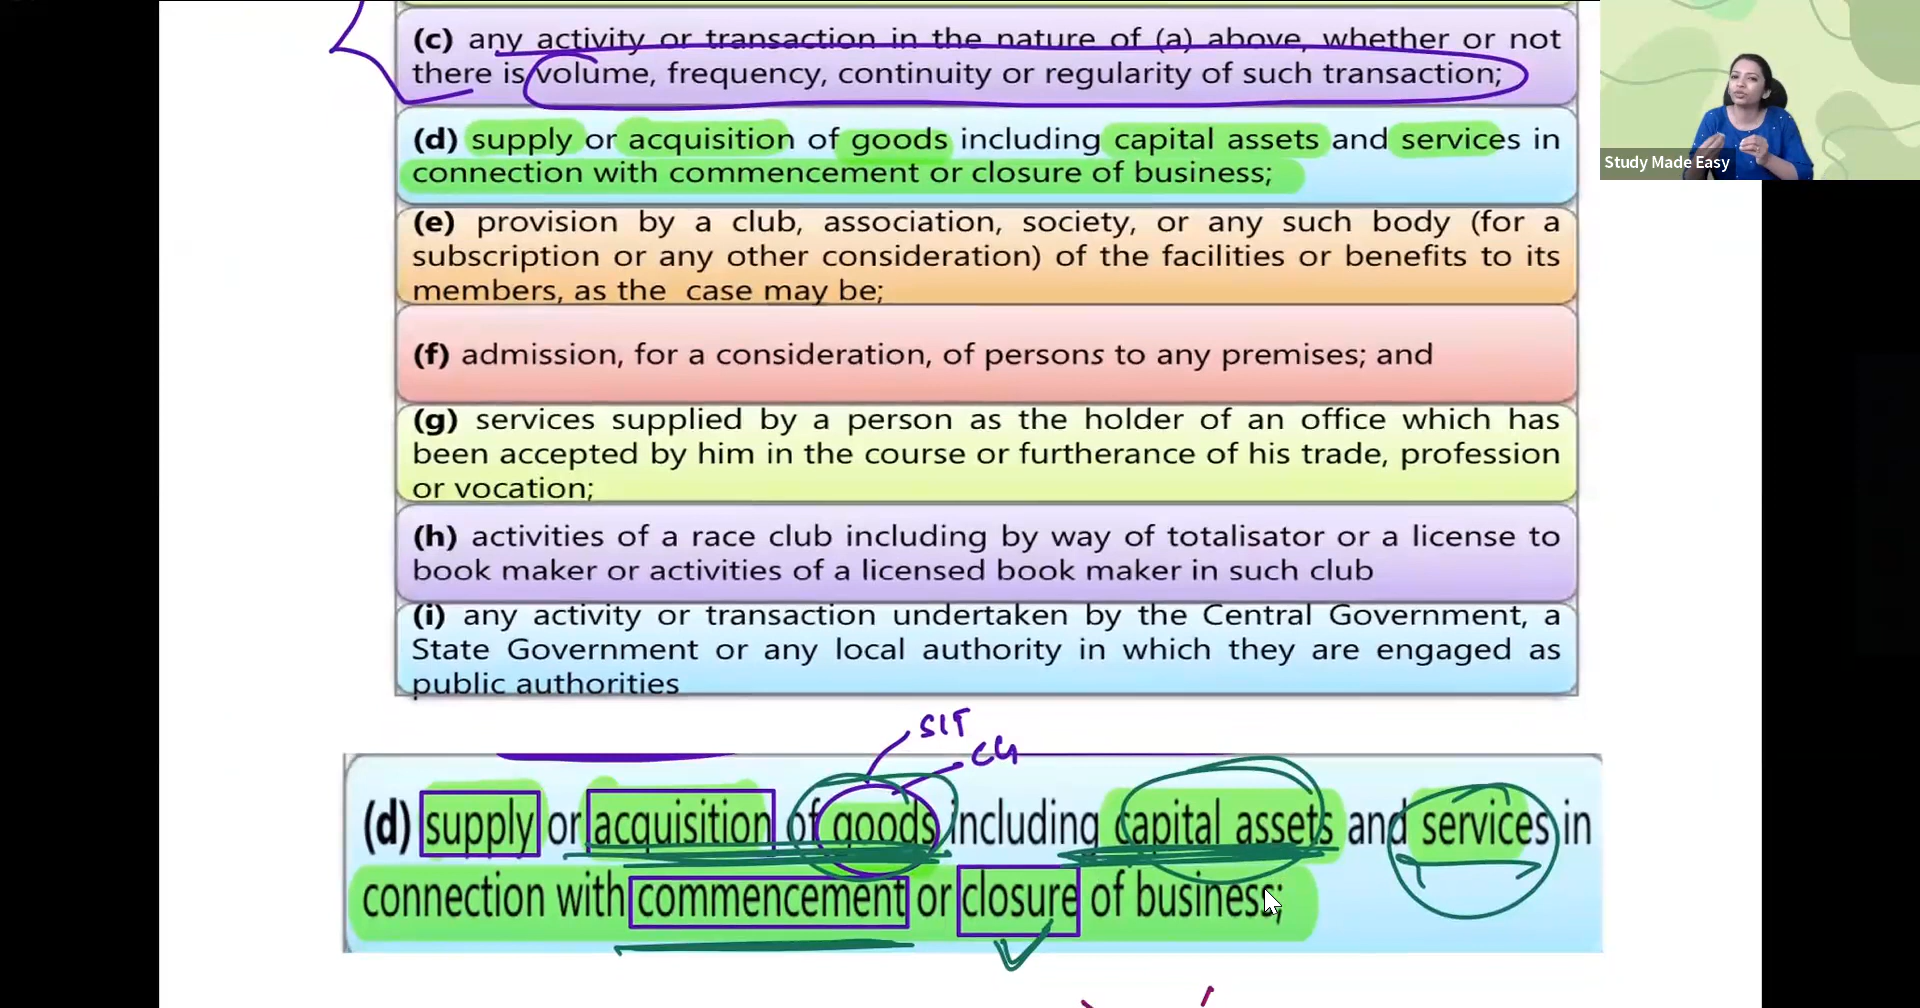 (c) any activity or transaction in the nature of (a) above, whether or not
there is volume, frequency, continuity or regularity of such transaction;
(d) supply or acquisition of goods including capital assets and services in
connection with commencement or closure of business;
Study Made Easy
(e) provision by a club, association, society, or any such body (for a
subscription or any other consideration) of the facilities or benefits to its
members, as the case may be;
(f) admission, for a consideration, of persons to any premises; and
(g) services supplied by a person as the holder of an office which has
been accepted by him in the course or furtherance of his trade, profession
or vocation;
(h) activities of a race club including by way of totalisator or a license to
book maker or activities of a licensed book maker in such club
(i) any activity or transaction undertaken by the Central Government, a
State Government or any local authority in which they are engaged as
public authorities
SIT
CG
(d) supply or acquisition of goods including capital assets and services in
connection with commencement or closure of business;